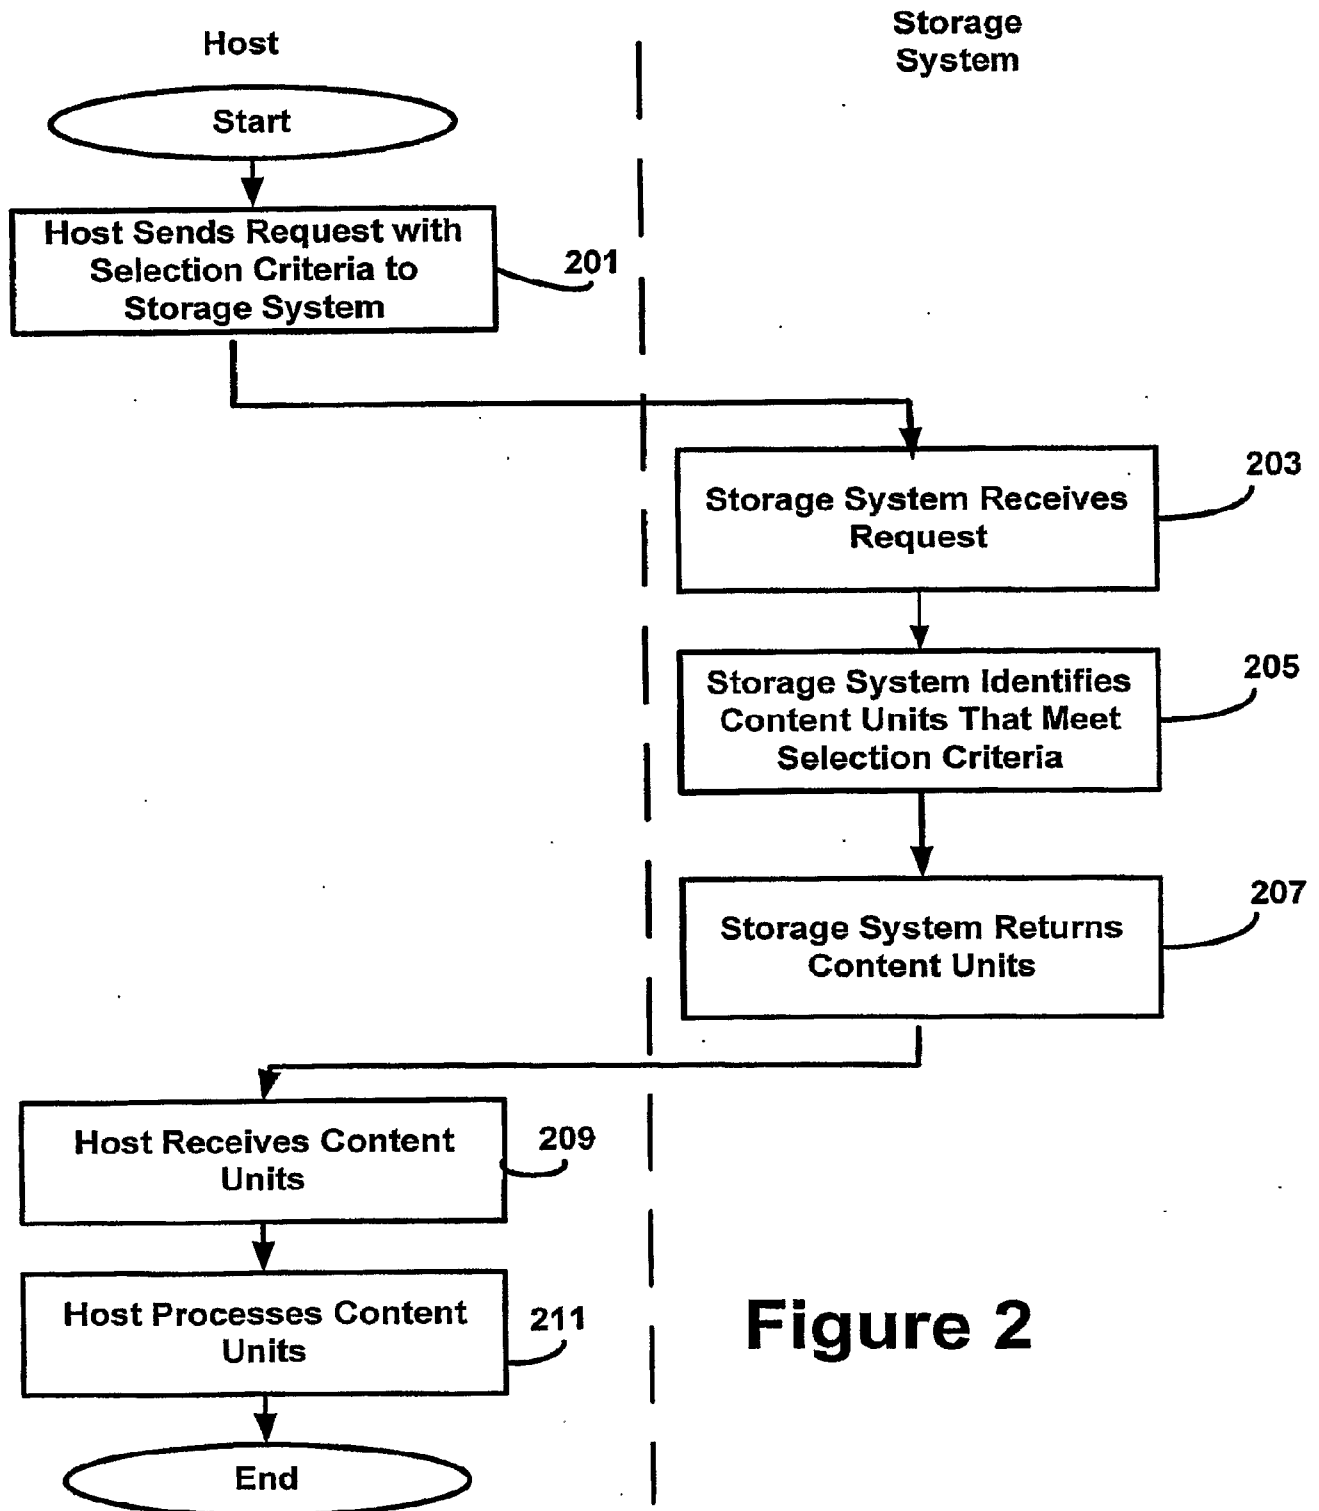 Host
Storage
System
Start
Host Sends Request with
Selection Criteria to
Storage System
201
Storage System Receives
Request
203
Storage System Identifies
Content Units That Meet
Selection Criteria
205
Storage System Returns
Content Units
207
Host Receives Content
Units
209
Host Processes Content
Units
211
End
Figure 2